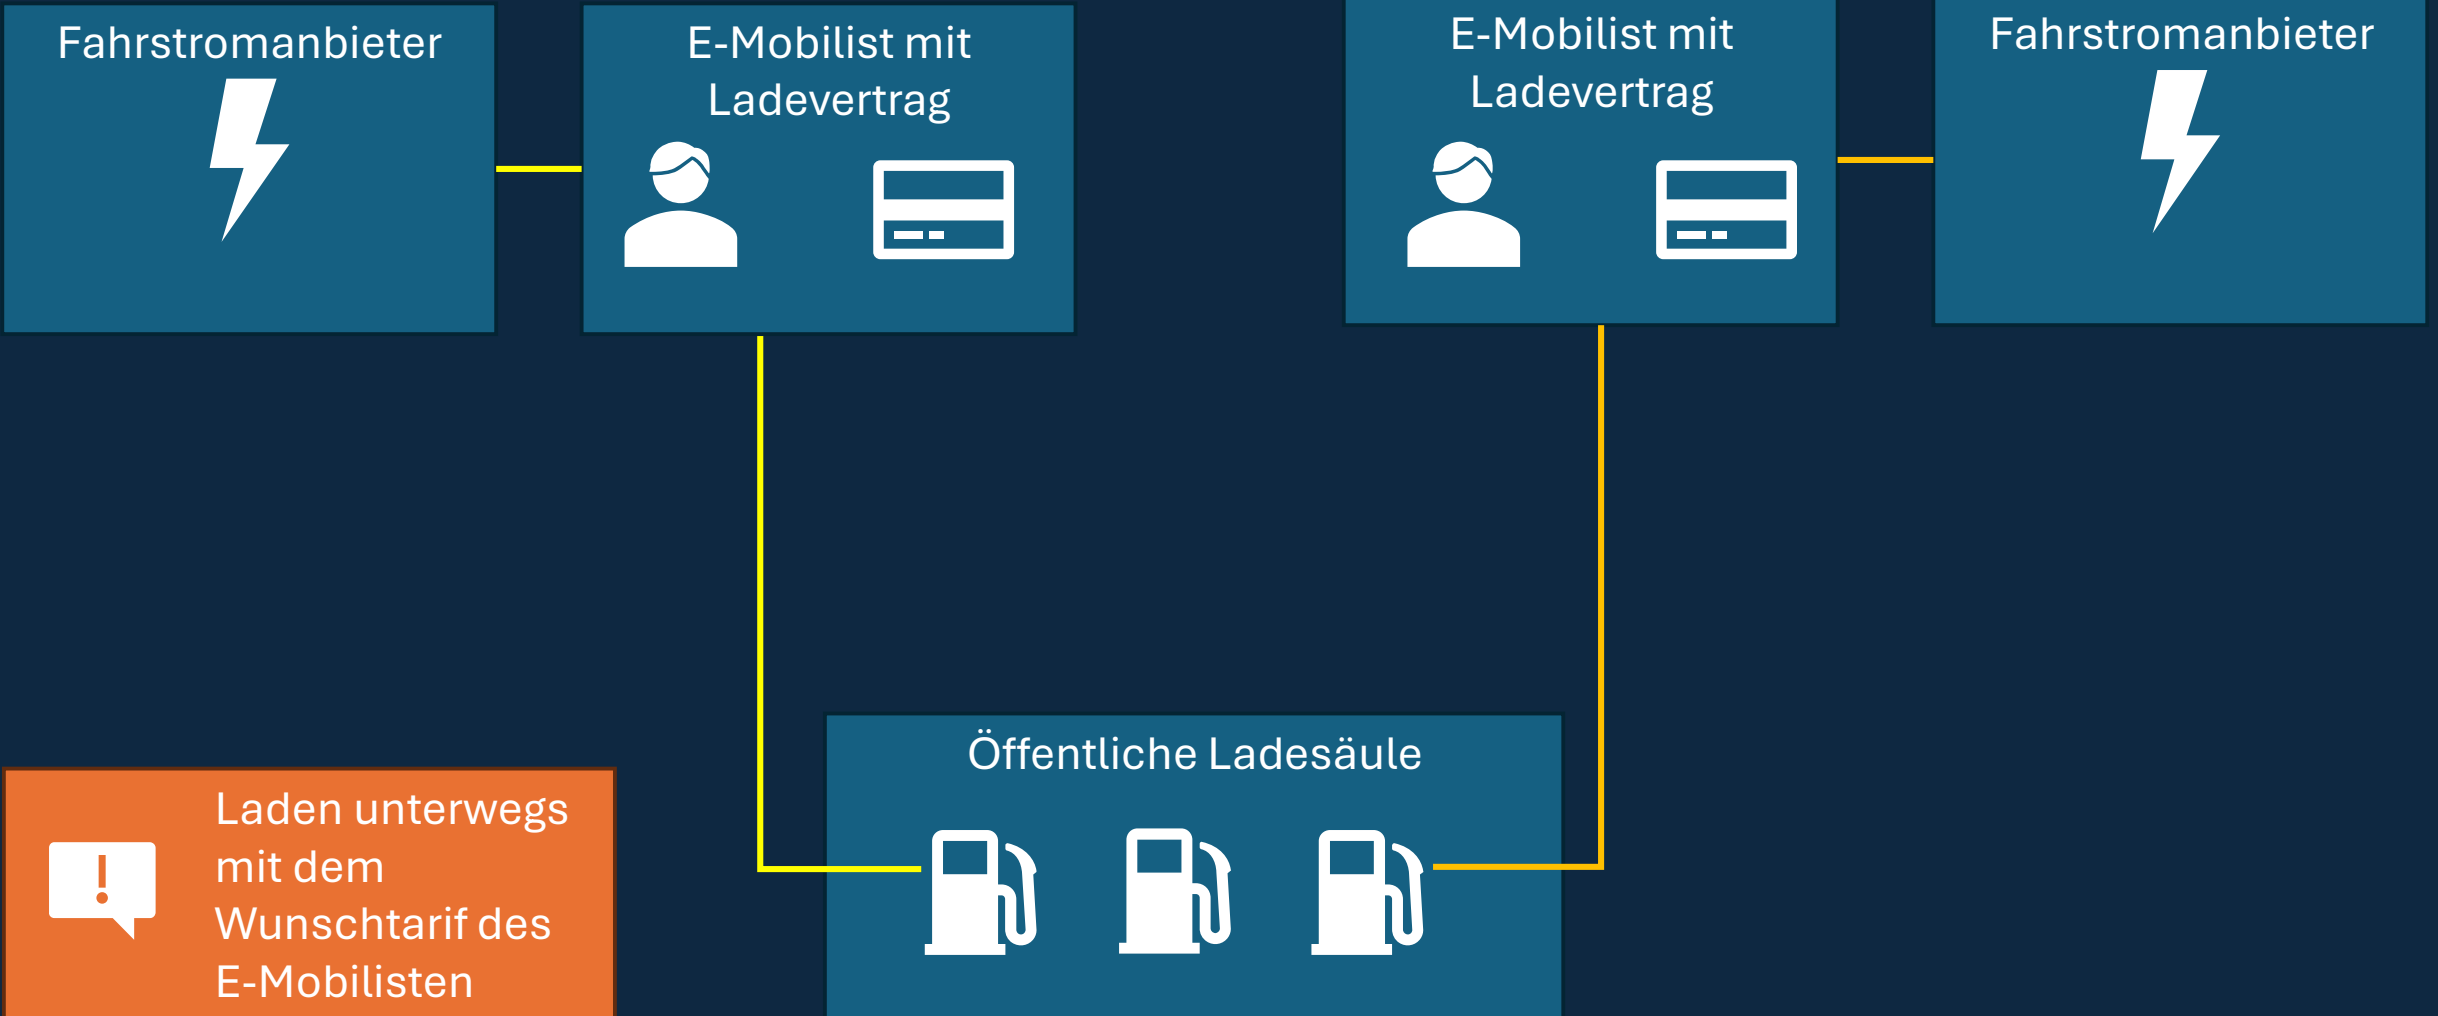 Fahrstromanbieter
E-Mobilist mit
Ladevertrag
E-Mobilist mit
Ladevertrag
Fahrstromanbieter
Öffentliche Ladesäule
Laden unterwegs
mit dem
Wunschtarif des
E-Mobilisten